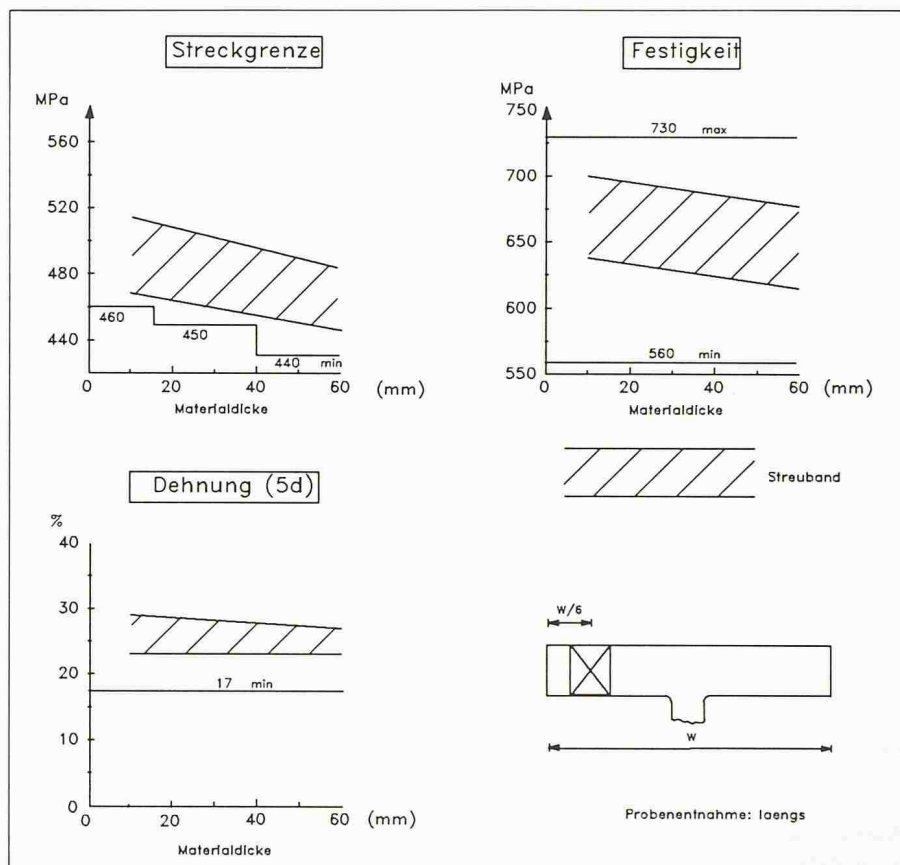 Streckgrenze
MPa
560
520
480
440
460
450
440 min
0 20 40 60 (mm)
Materialdicke
Festigkeit
MPa
750
700
650
600
550
730 max
560 min
0 20 40 60 (mm)
Materialdicke
Dehnung (5d)
%
40
30
20
10
0
17 min
0 20 40 60 (mm)
Materialdicke
Streuband
W/6
W
Probenentnahme: laengs